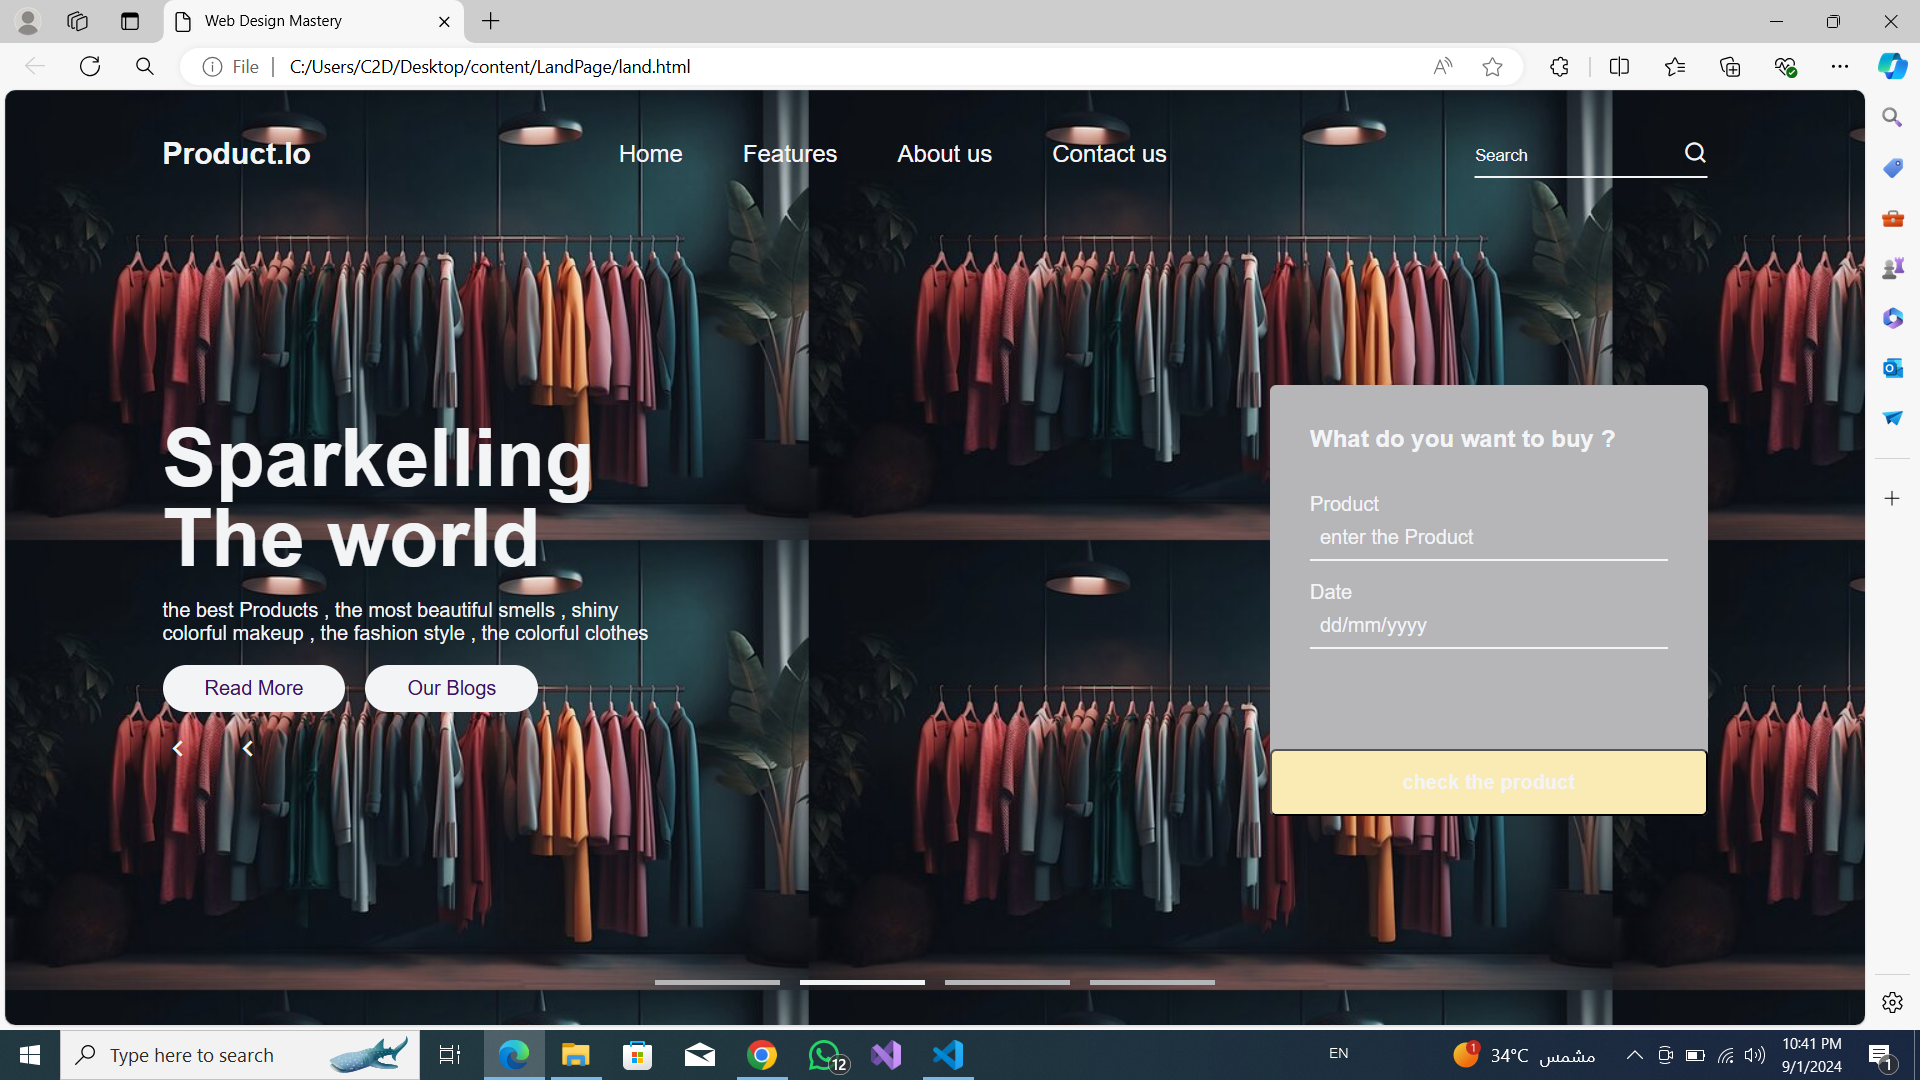 Web Design Mastery
File
C:/Users/C2D/Desktop/content/LandPage/land.html
Product.Io
Home
Features
About us
Contact us
Search
Sparkelling
The world
the best Products , the most beautiful smells , shiny
colorful makeup , the fashion style , the colorful clothes
Read More
Our Blogs
What do you want to buy ?
Product
enter the Product
Date
dd/mm/yyyy
check the product
Type here to search
12
EN
1
34°C مشمس
10:41 PM
9/1/2024
1